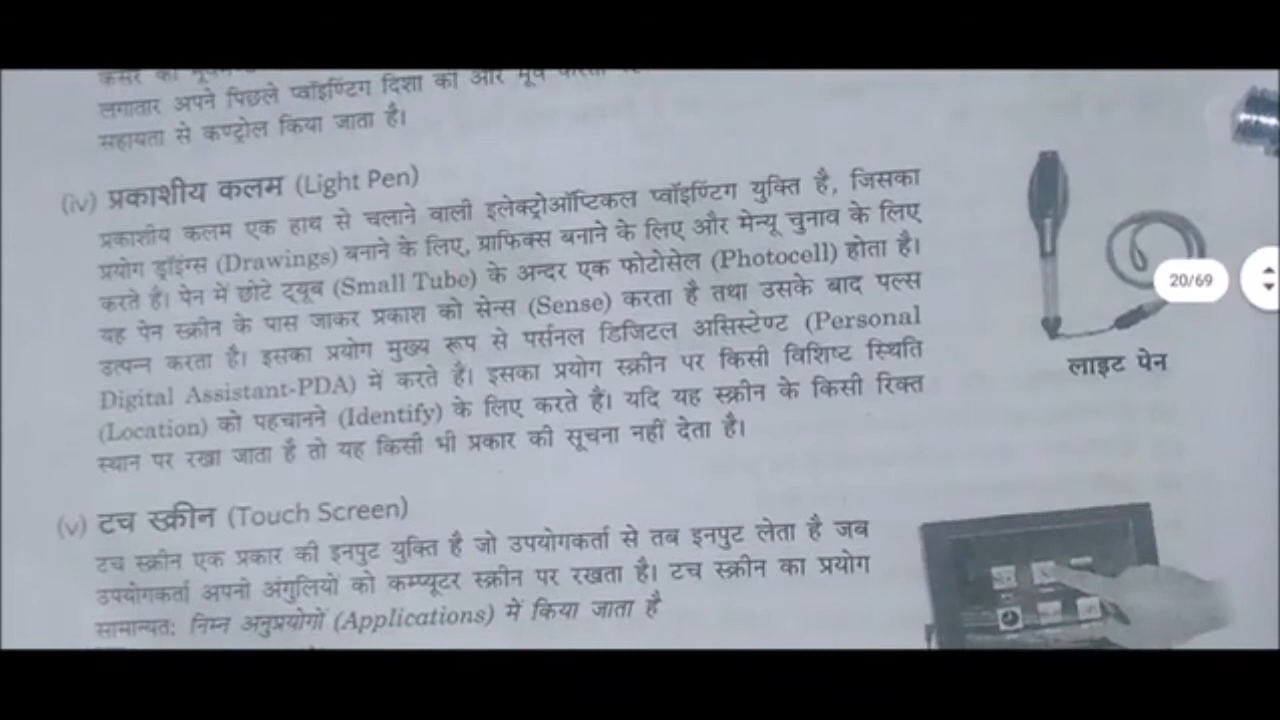 लगातार अपने पिछले प्वॉइण्टिंग दिशा की ओर मूव
सहायता से कण्ट्रोल किया जाता है।
(iv) प्रकाशीय कलम (Light Pen)
प्रकाशीय कलम एक हाथ से चलाने वाली इलेक्ट्रोऑप्टिकल प्वॉइण्टिंग युक्ति है, जिसका
प्रयोग ड्रॉइंग्स (Drawings) बनाने के लिए, ग्राफिक्स बनाने के लिए और मेन्यू चुनाव के लिए
करते हैं। पेन में छोटे ट्यूब (Small Tube) के अन्दर एक फोटोसेल (Photocell) होता है।
यह पेन स्क्रीन के पास जाकर प्रकाश को सेन्स (Sense) करता है तथा उसके बाद पल्स
उत्पन्न करता है। इसका प्रयोग मुख्य रूप से पर्सनल डिजिटल असिस्टेण्ट (Personal
Digital Assistant-PDA) में करते हैं। इसका प्रयोग स्क्रीन पर किसी विशिष्ट स्थिति
(Location) को पहचानने (Identify) के लिए करते हैं। यदि यह स्क्रीन के किसी रिक्त
स्थान पर रखा जाता है तो यह किसी भी प्रकार की सूचना नहीं देता है।
20/69
लाइट पेन
(v) टच स्क्रीन (Touch Screen)
टच स्क्रीन एक प्रकार की इनपुट युक्ति है जो उपयोगकर्ता से तब इनपुट लेता है जब
उपयोगकर्ता अपनी अंगुलियों को कम्प्यूटर स्क्रीन पर रखता है। टच स्क्रीन का प्रयोग
सामान्यत: निम्न अनुप्रयोगों (Applications) में किया जाता है